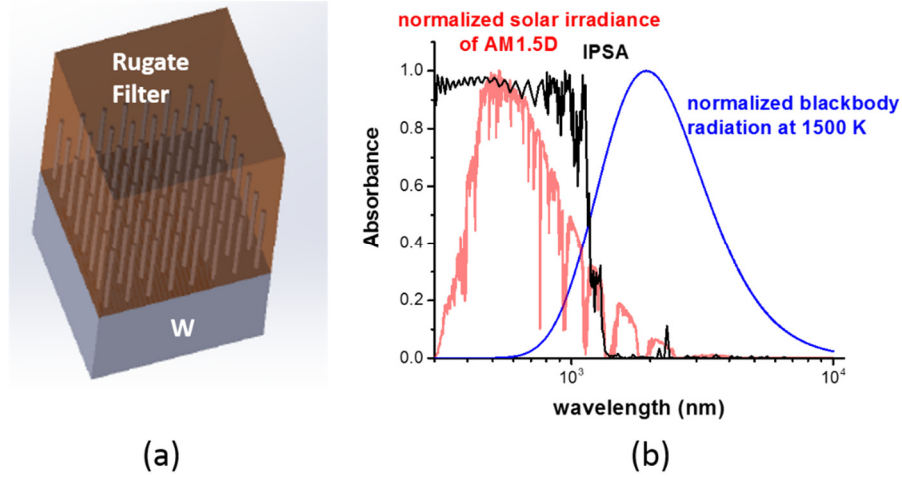 Rugate
Filter
W
(a)
normalized solar irradiance
of AM1.5D
IPSA
normalized blackbody
radiation at 1500 K
1.0
0.8
0.6
0.4
0.2
0.0
Absorbance
10³
10⁴
wavelength (nm)
(b)